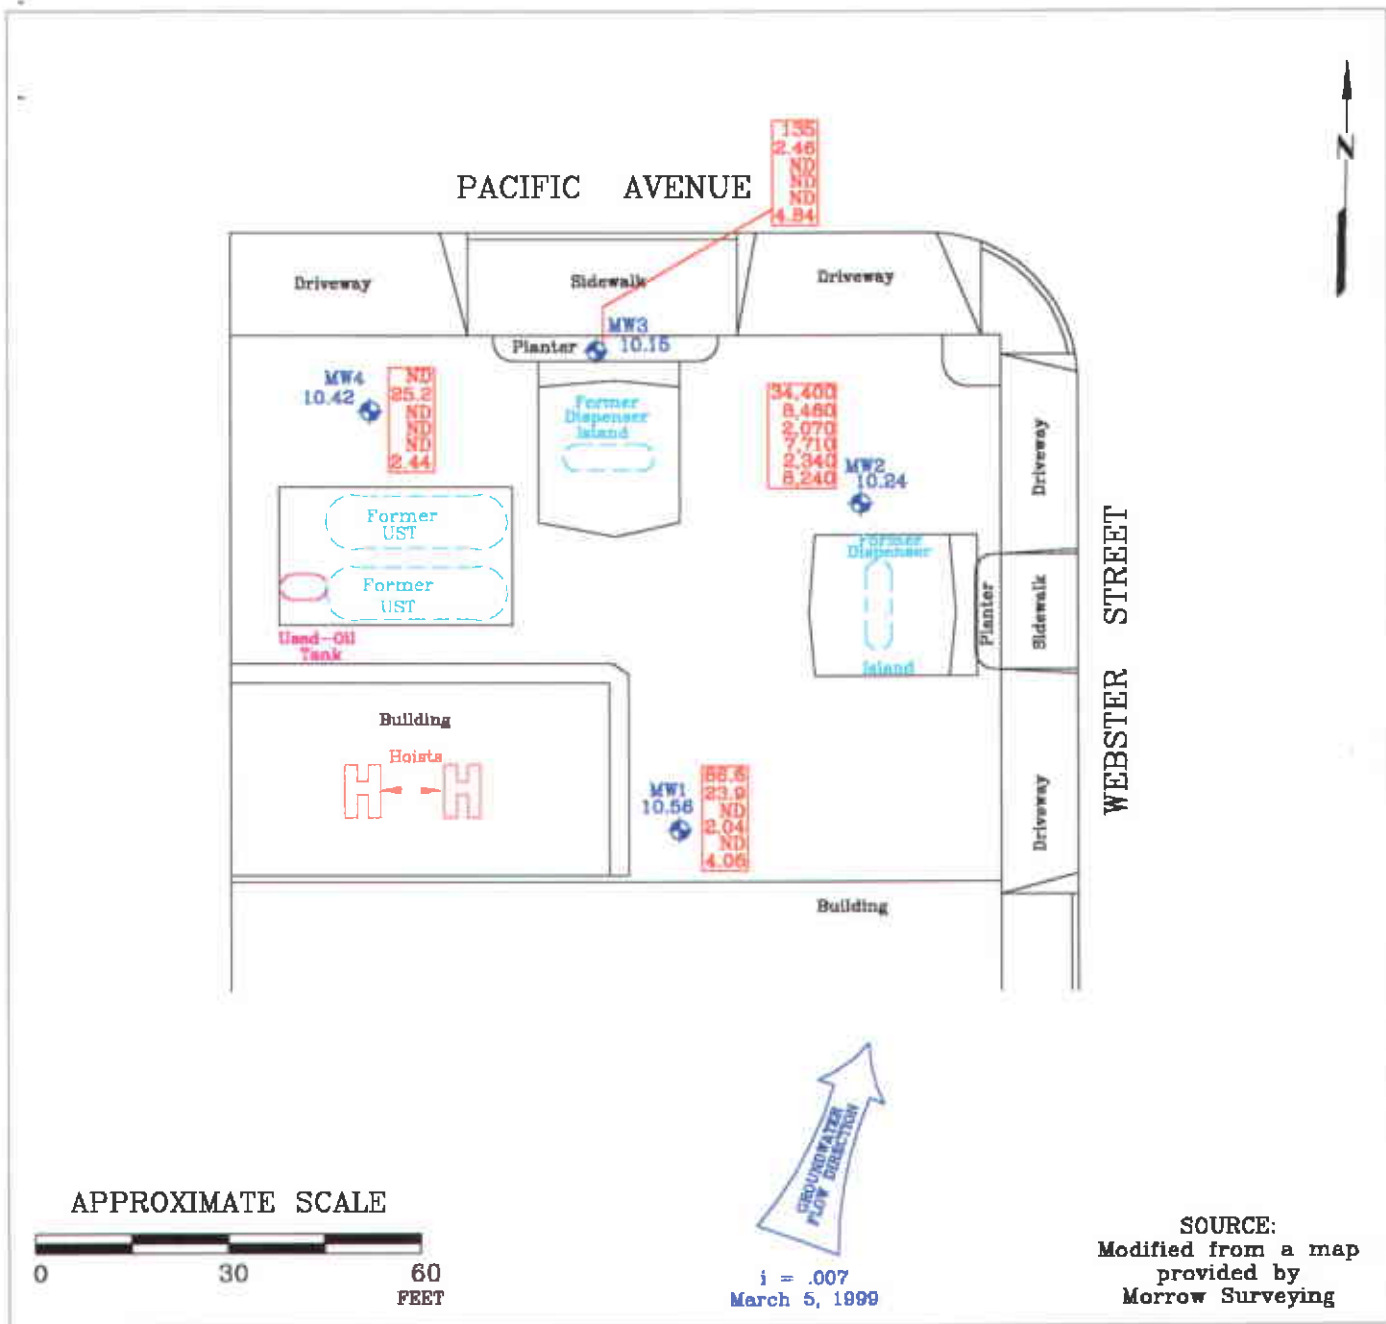 N
135
2.46
ND
ND
ND
4.84
PACIFIC AVENUE
Driveway
Sidewalk
Driveway
MW3
10.15
Planter
MW4
10.42
ND
25.2
ND
ND
ND
2.44
Former
Dispenser
Island
34,400
8,460
2,070
7,710
2,340
6,240
MW2
10.24
Driveway
Former
UST
Former
UST
Used-Oil
Tank
Former
Dispenser
Island
Planter
Sidewalk
WEBSTER STREET
Building
Hoists
H
H
MW1
10.56
23.9
ND
2.04
ND
4.06
Driveway
Building
GROUNDWATER
FLOW DIRECTION
i = .007
March 5, 1999
APPROXIMATE SCALE
0 30 60
FEET
SOURCE:
Modified from a map
provided by
Morrow Surveying